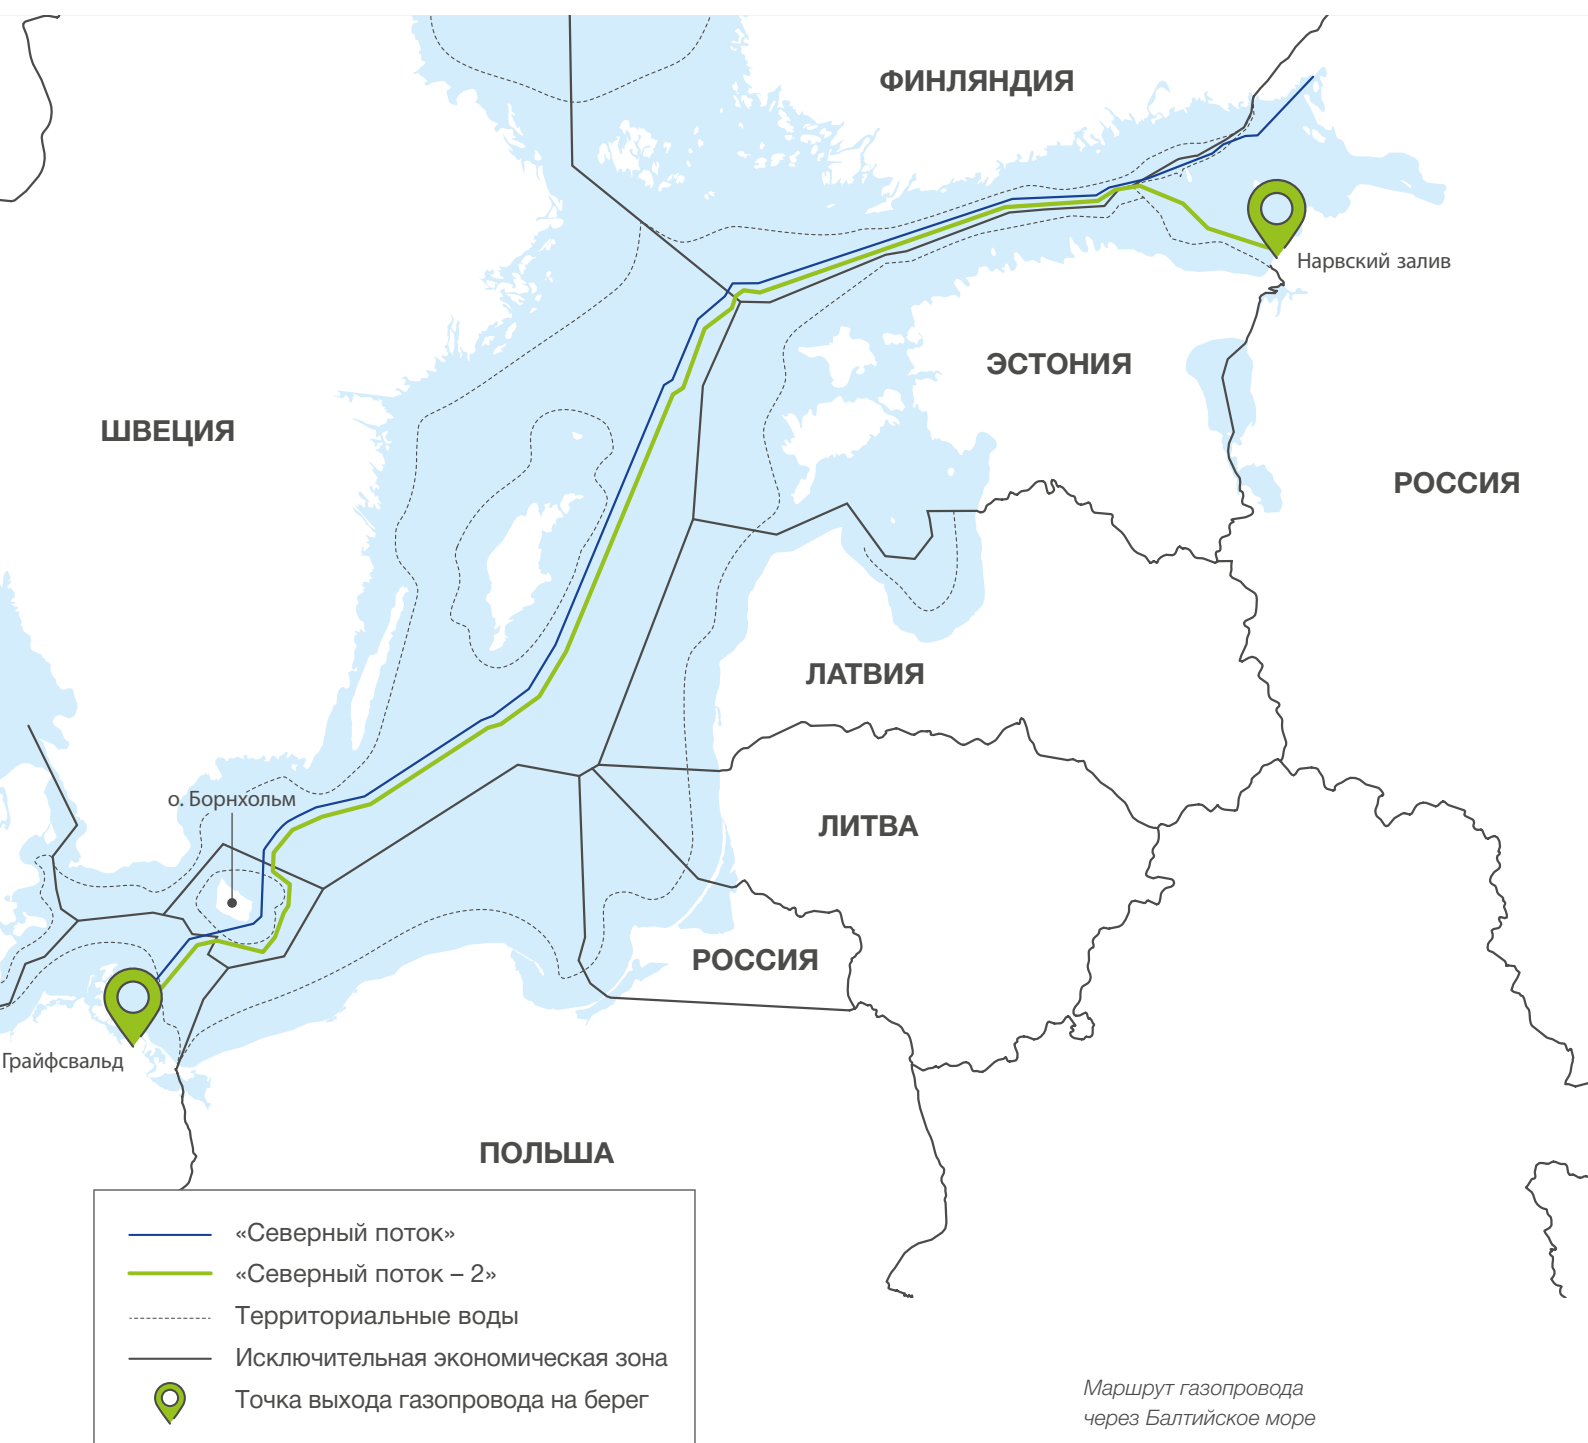 ФИНЛЯНДИЯ
Нарвский залив
ЭСТОНИЯ
ШВЕЦИЯ
РОССИЯ
ЛАТВИЯ
о. Борнхольм
ЛИТВА
РОССИЯ
Грайфсвальд
ПОЛЬША
«Северный поток»
«Северный поток – 2»
Территориальные воды
Исключительная экономическая зона
Точка выхода газопровода на берег
Маршрут газопровода
через Балтийское море